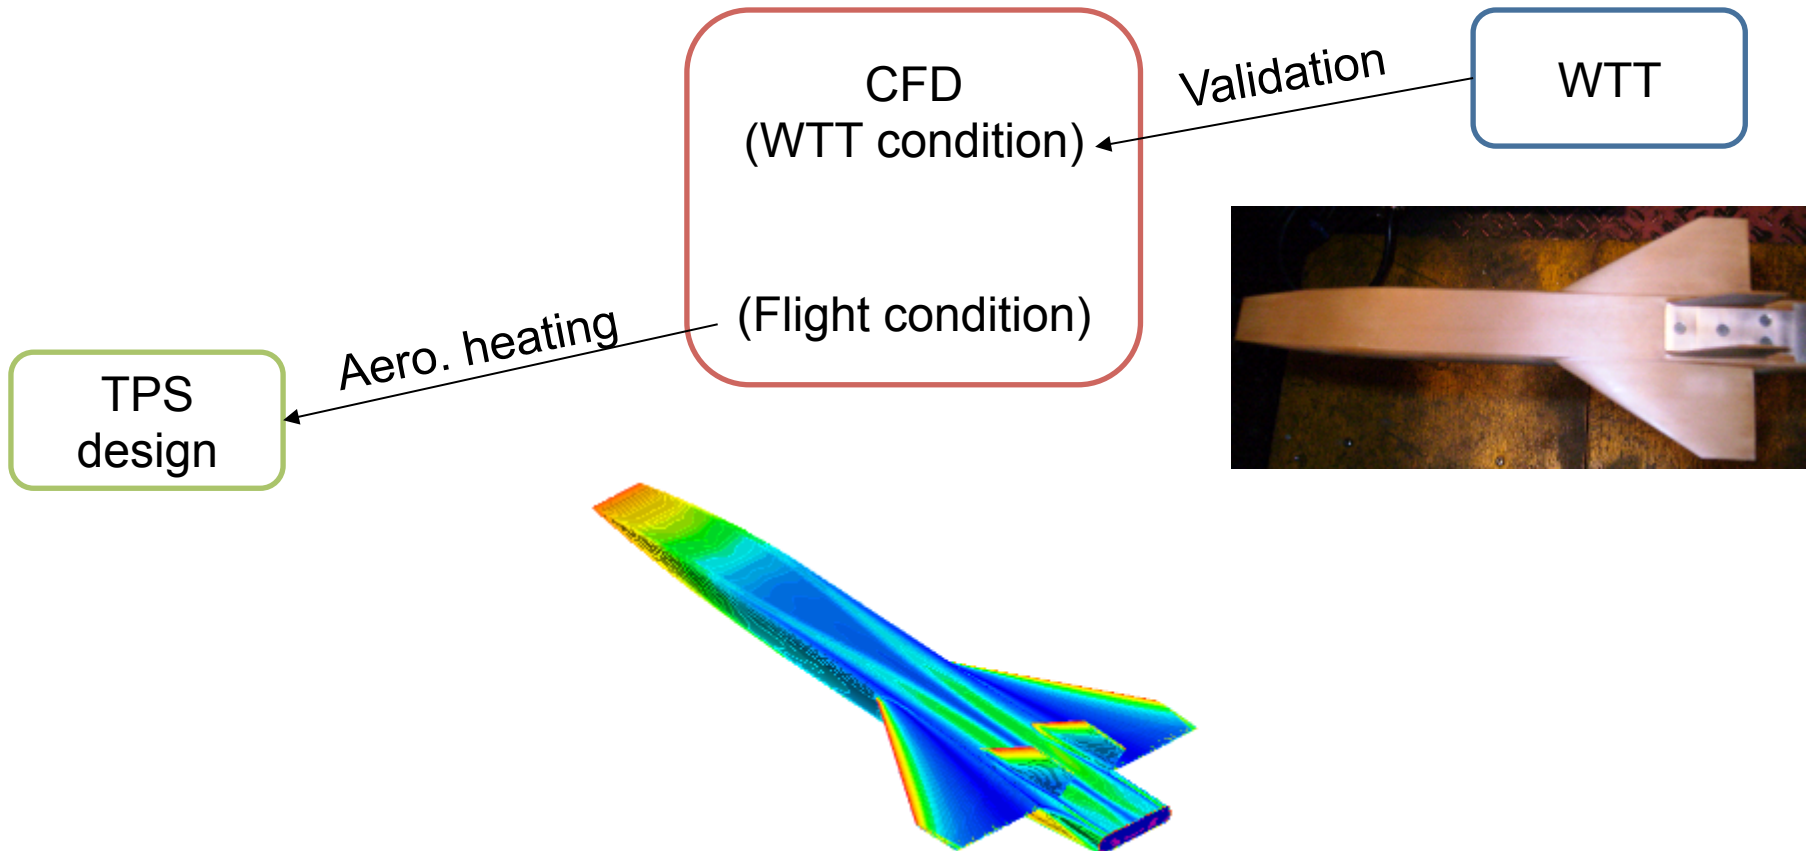 CFD
(WTT condition)
Validation
WTT
(Flight condition)
Aero. heating
TPS
design